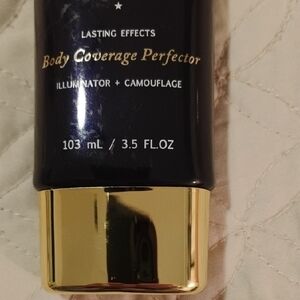 LASTING EFFECTS
Body Coverage Perfector
ILLUMINATOR + CAMOUFLAGE
103 mL / 3.5 FL.OZ